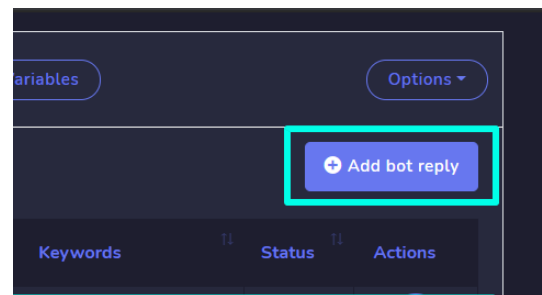 ariables
Options
Add bot reply
Keywords
Status
Actions